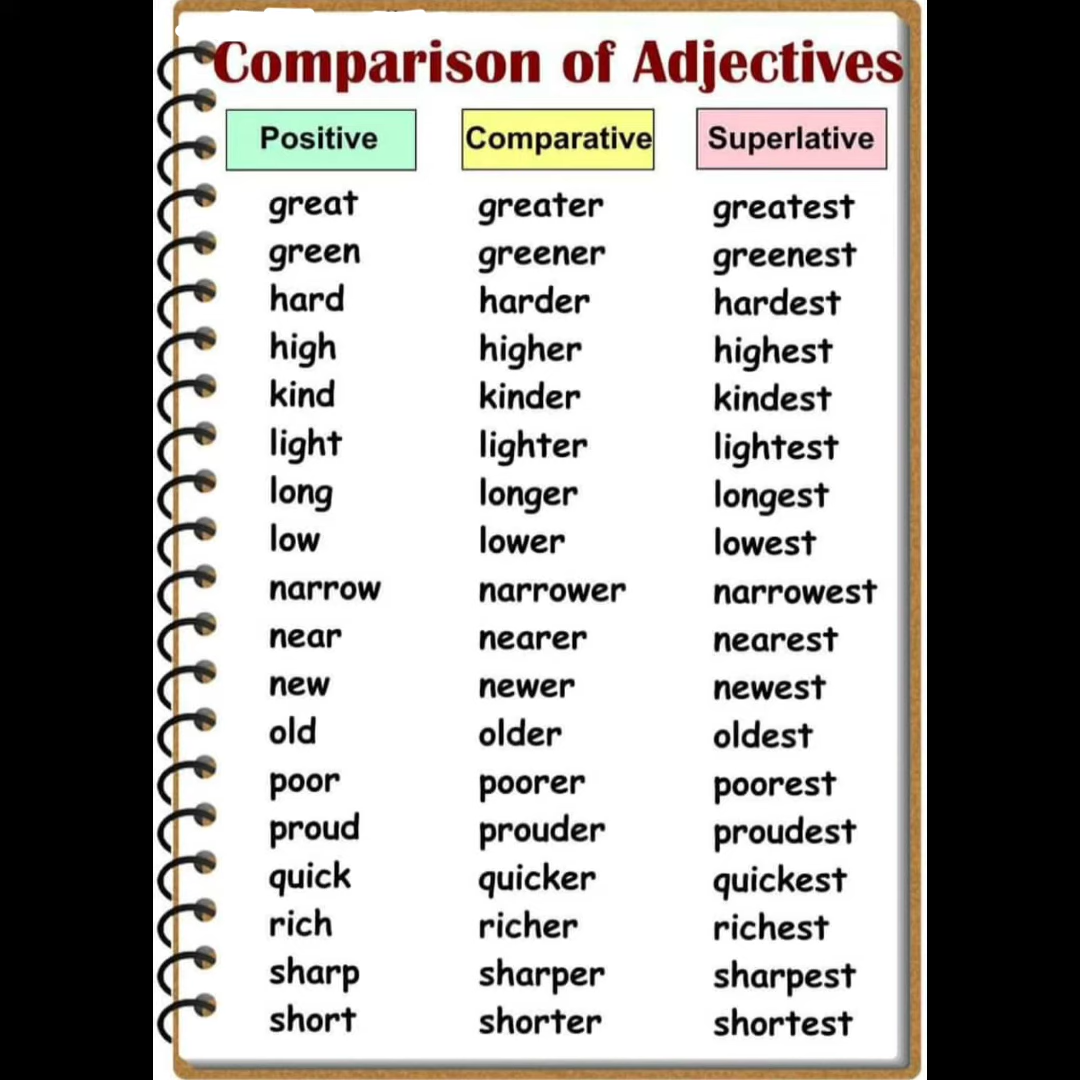 Comparison of Adjectives
Positive Comparative Superlative
great greater greatest
green greener greenest
hard harder hardest
high higher highest
kind kinder kindest
light lighter lightest
long longer longest
low lower lowest
narrow narrower narrowest
near nearer nearest
new newer newest
old older oldest
poor poorer poorest
proud prouder proudest
quick quicker quickest
rich richer richest
sharp sharper sharpest
short shorter shortest